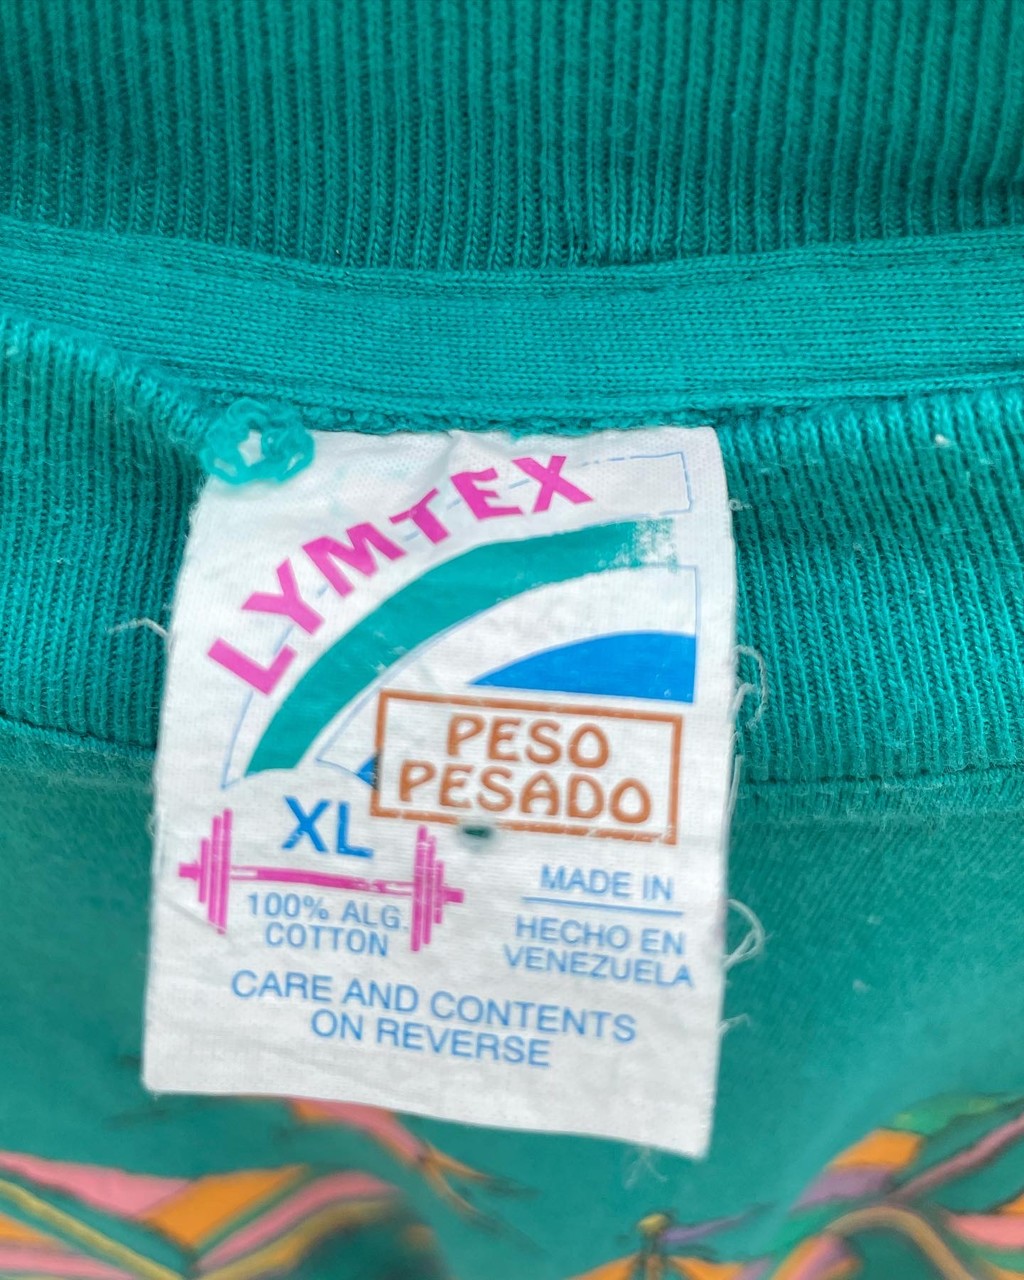 LYMTEX
PESO
PESADO
XL
100% ALG.
COTTON
MADE IN
HECHO EN
VENEZUELA
CARE AND CONTENTS
ON REVERSE